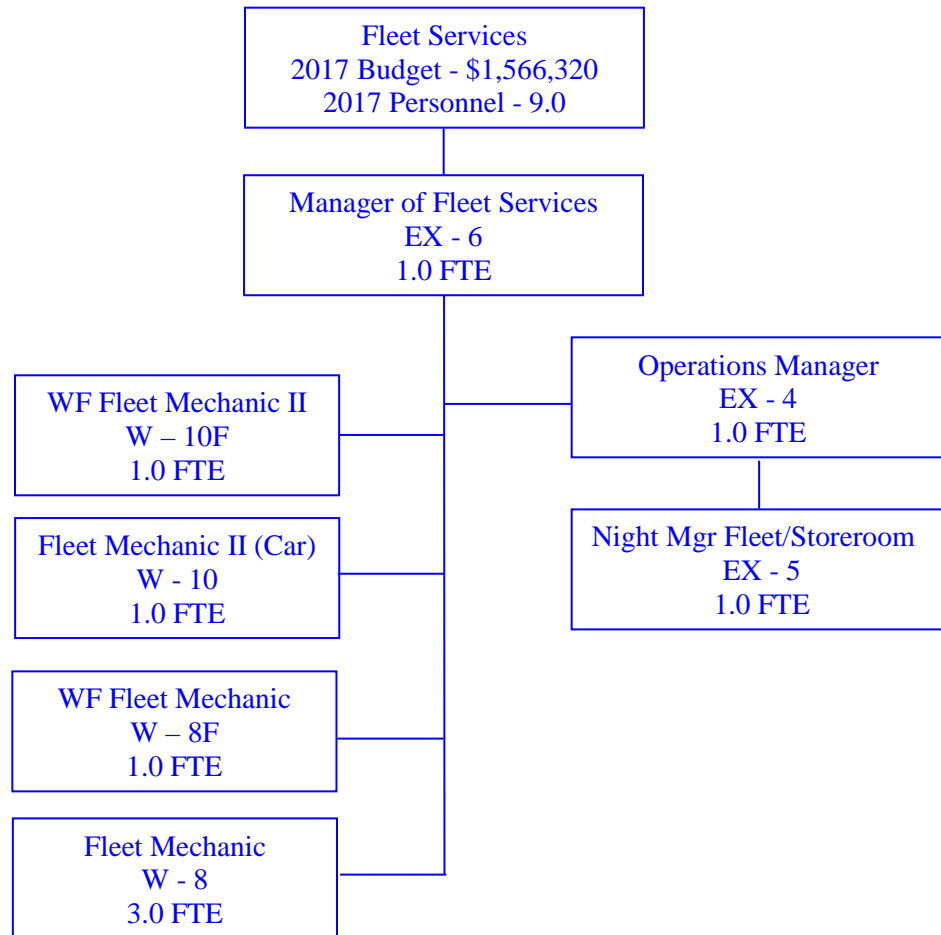 Fleet Services
2017 Budget - $1,566,320
2017 Personnel - 9.0
Manager of Fleet Services
EX - 6
1.0 FTE
Operations Manager
EX - 4
1.0 FTE
WF Fleet Mechanic II
W – 10F
1.0 FTE
Night Mgr Fleet/Storeroom
EX - 5
1.0 FTE
Fleet Mechanic II (Car)
W - 10
1.0 FTE
WF Fleet Mechanic
W – 8F
1.0 FTE
Fleet Mechanic
W - 8
3.0 FTE